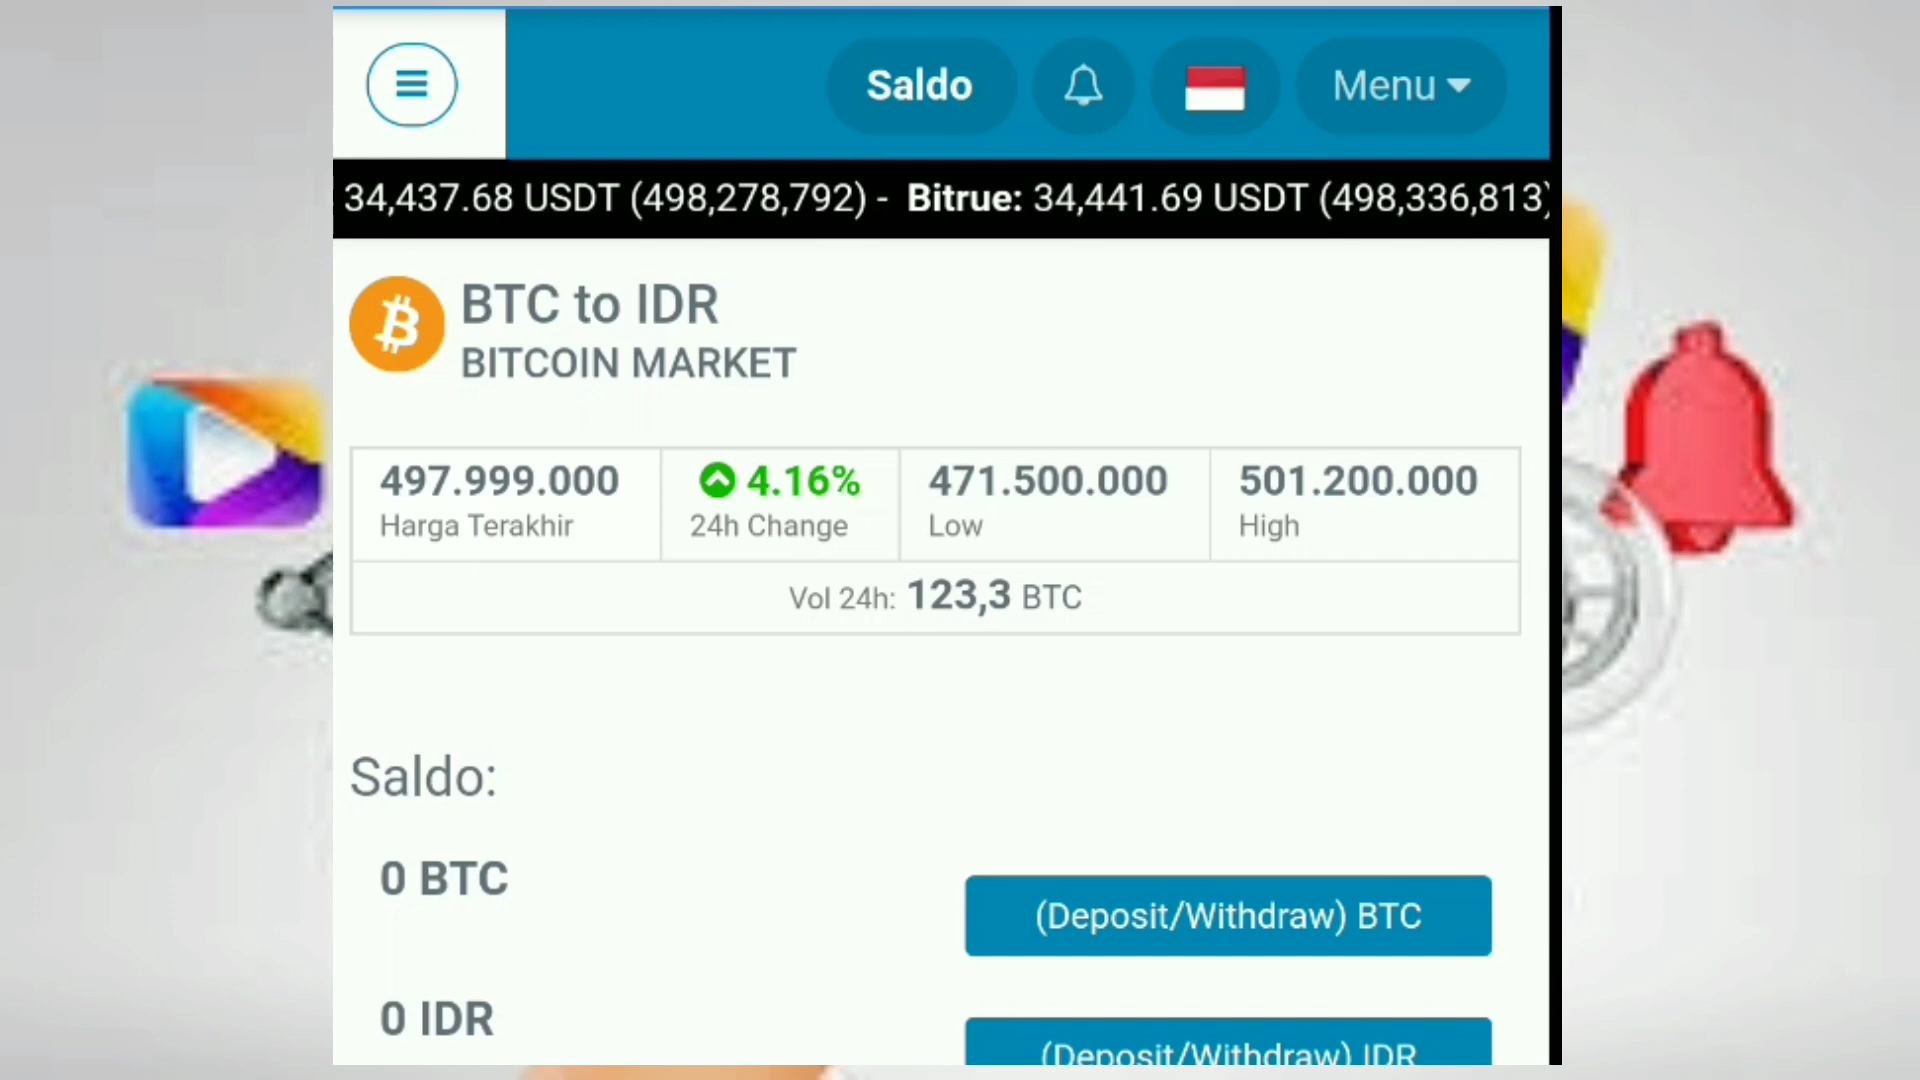 Saldo Menu
34,437.68 USDT (498,278,792) - Bitrue: 34,441.69 USDT (498,336,813)
BTC to IDR
BITCOIN MARKET
497.999.000 4.16% 471.500.000 501.200.000
Harga Terakhir 24h Change Low High
Vol 24h: 123,3 BTC
Saldo:
0 BTC
(Deposit/Withdraw) BTC
0 IDR
(Deposit/Withdraw) IDR